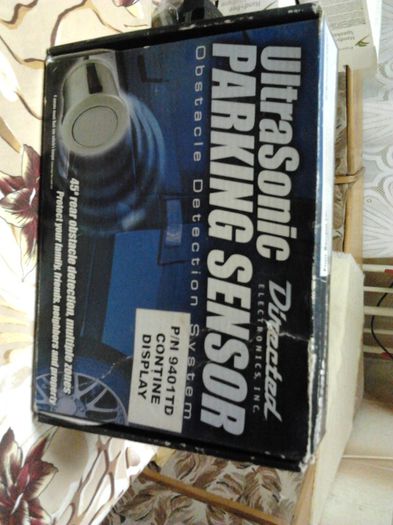 UltraSonic
PARKING SENSOR
Obstacle Detection System
Directed
ELECTRONICS INC.
P/N 9401TD
CONTINE
DISPLAY
45° rear obstacle detection, multiple zones
Protect your family, friends, neighbors and property